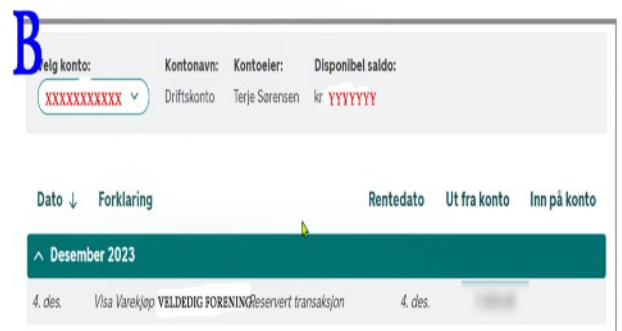 B
elg konto: Kontonavn: Kontoeier: Disponibel saldo:
XXXXXXXXXXX Driftskonto Terje Sørensen kr YYYYYYY
Dato ↓ Forklaring Rentedato Ut fra konto Inn på konto
Desember 2023
4. des. Visa Varekjøp VELDEDIG FORENING Reservert transaksjon 4. des.